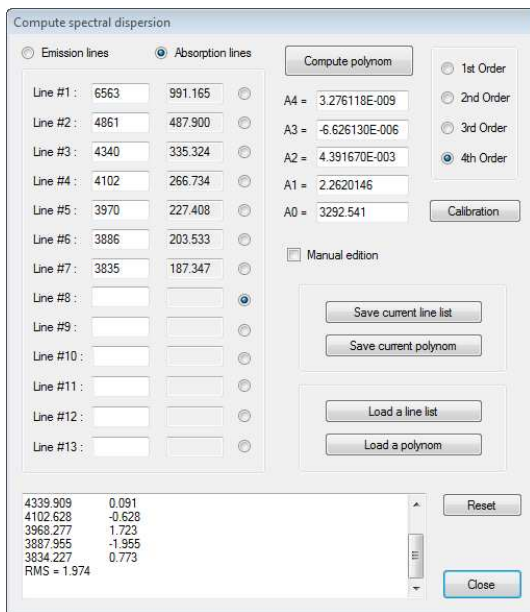 Compute spectral dispersion
Emission lines
Absorption lines
Line #1 : 6563 991.165
Line #2 : 4861 487.900
Line #3 : 4340 335.324
Line #4 : 4102 266.734
Line #5 : 3970 227.408
Line #6 : 3886 203.533
Line #7 : 3835 187.347
Line #8 :
Line #9 :
Line #10 :
Line #11 :
Line #12 :
Line #13 :
Compute polynom
A4 = 3.276118E-009
A3 = -6.626130E-006
A2 = 4.391670E-003
A1 = 2.2620146
A0 = 3292.541
1st Order
2nd Order
3rd Order
4th Order
Calibration
Manual edition
Save current line list
Save current polynom
Load a line list
Load a polynom
4339.909 0.091
4102.628 -0.628
3968.277 1.723
3887.955 -1.955
3834.227 0.773
RMS = 1.974
Reset
Close